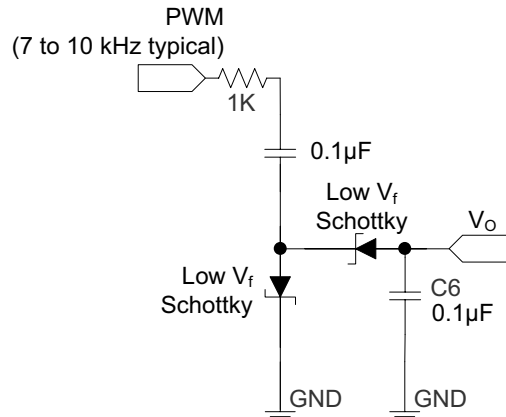 PWM
(7 to 10 kHz typical)
1K
0.1µF
Low Vf
Schottky
VO
Low Vf
Schottky
C6
0.1µF
GND
GND